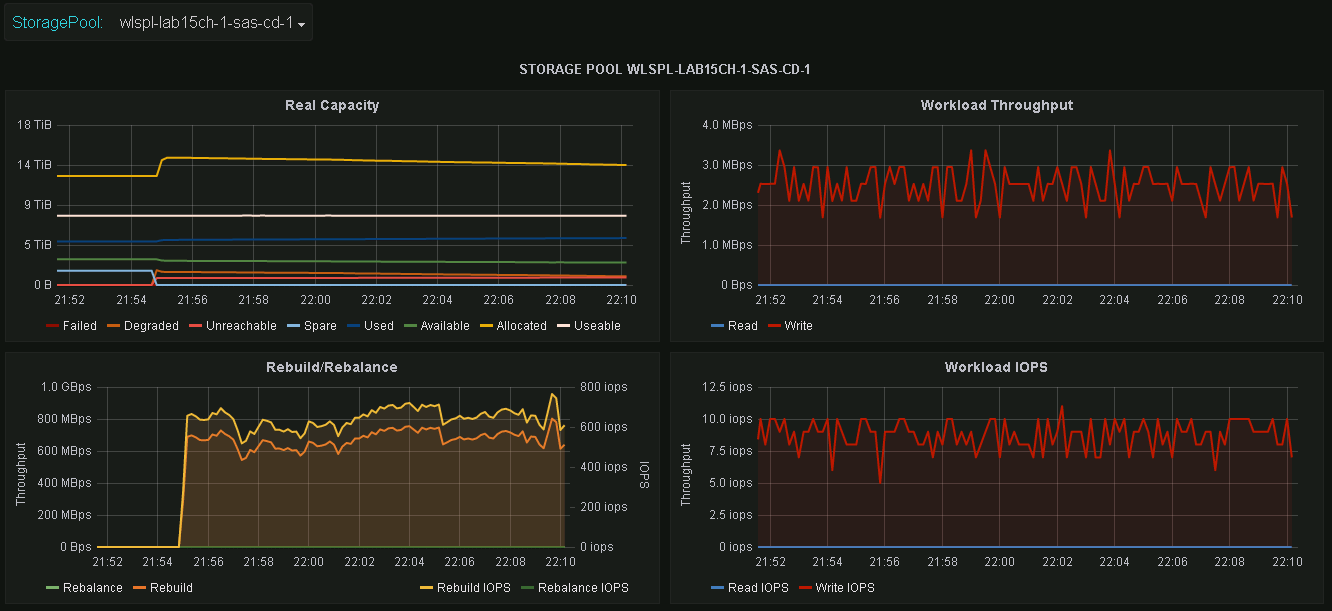 StoragePool: wlspl-lab15ch-1-sas-cd-1
STORAGE POOL WLSPL-LAB15CH-1-SAS-CD-1
Real Capacity
18 TiB
14 TiB
9 TiB
5 TiB
0 B
21:52 21:54 21:56 21:58 22:00 22:02 22:04 22:06 22:08 22:10
Failed Degraded Unreachable Spare Used Available Allocated Useable
Workload Throughput
Throughput
4.0 MBps
3.0 MBps
2.0 MBps
1.0 MBps
0 Bps
21:52 21:54 21:56 21:58 22:00 22:02 22:04 22:06 22:08 22:10
Read Write
Rebuild/Rebalance
Throughput
1.0 GBps
800 MBps
600 MBps
400 MBps
200 MBps
0 Bps
800 iops
600 iops
400 iops
200 iops
0 iops
IOPS
21:52 21:54 21:56 21:58 22:00 22:02 22:04 22:06 22:08 22:10
Rebalance Rebuild Rebuild IOPS Rebalance IOPS
Workload IOPS
Throughput
12.5 iops
10.0 iops
7.5 iops
5.0 iops
2.5 iops
0 iops
21:52 21:54 21:56 21:58 22:00 22:02 22:04 22:06 22:08 22:10
Read IOPS Write IOPS